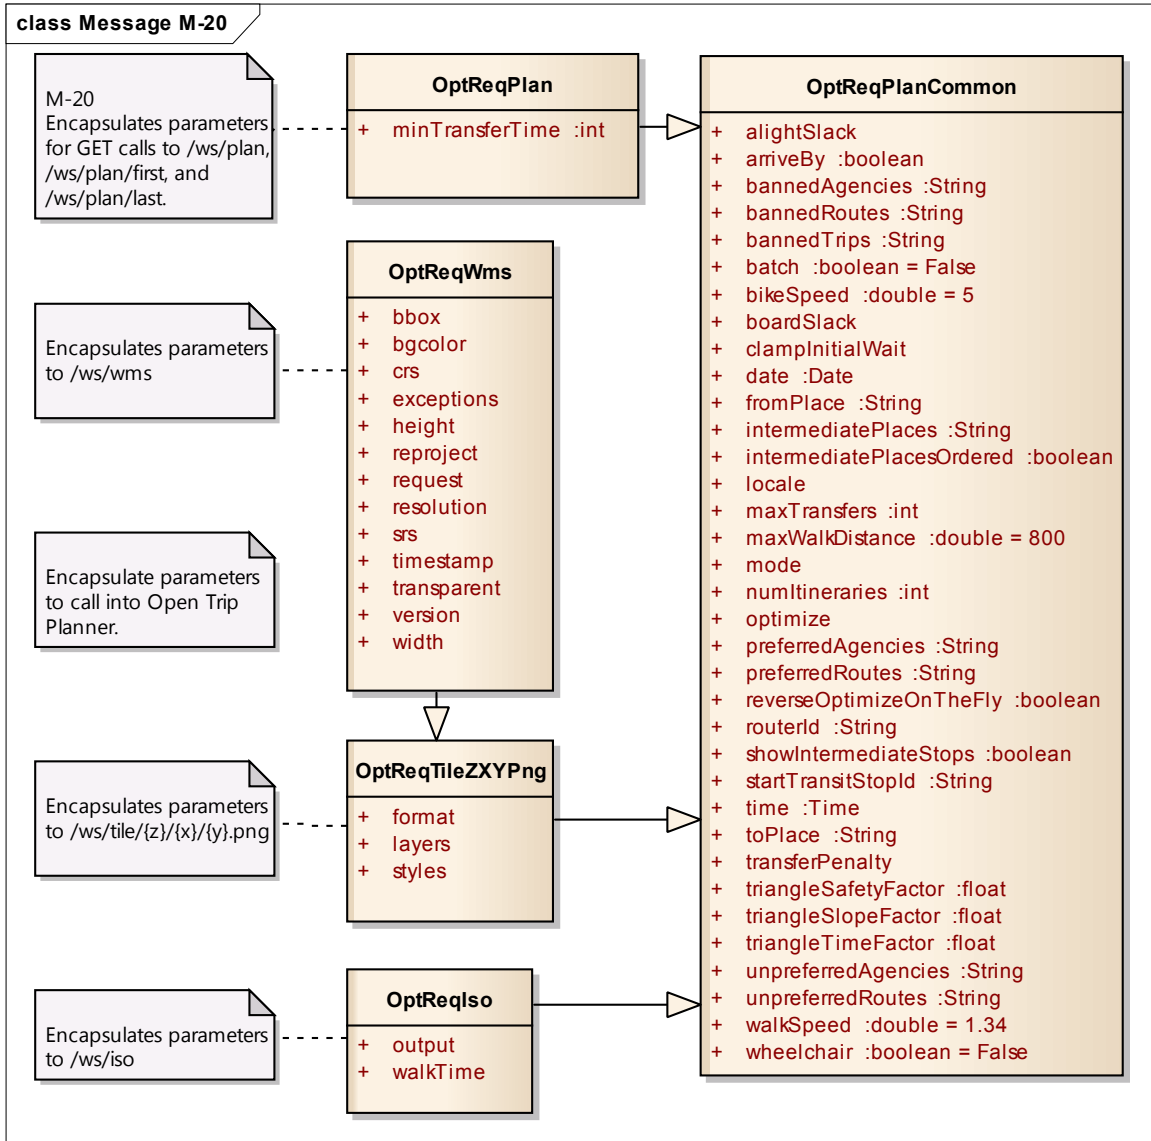 class Message M-20
M-20
Encapsulates parameters
for GET calls to /ws/plan,
/ws/plan/first, and
/ws/plan/last.
OptReqPlan
+ minTransferTime :int
Encapsulates parameters
to /ws/wms
OptReqWms
+ bbox
+ bgcolor
+ crs
+ exceptions
+ height
+ reproject
+ request
+ resolution
+ srs
+ timestamp
+ transparent
+ version
+ width
Encapsulate parameters
to call into Open Trip
Planner.
Encapsulates parameters
to /ws/tile/{z}/{x}/{y}.png
OptReqTileZXYPng
+ format
+ layers
+ styles
Encapsulates parameters
to /ws/iso
OptReqIso
+ output
+ walkTime
OptReqPlanCommon
+ alightSlack
+ arriveBy :boolean
+ bannedAgencies :String
+ bannedRoutes :String
+ bannedTrips :String
+ batch :boolean = False
+ bikeSpeed :double = 5
+ boardSlack
+ clampInitialWait
+ date :Date
+ fromPlace :String
+ intermediatePlaces :String
+ intermediatePlacesOrdered :boolean
+ locale
+ maxTransfers :int
+ maxWalkDistance :double = 800
+ mode
+ numItineraries :int
+ optimize
+ preferredAgencies :String
+ preferredRoutes :String
+ reverseOptimizeOnTheFly :boolean
+ routerId :String
+ showIntermediateStops :boolean
+ startTransitStopId :String
+ time :Time
+ toPlace :String
+ transferPenalty
+ triangleSafetyFactor :float
+ triangleSlopeFactor :float
+ triangleTimeFactor :float
+ unpreferredAgencies :String
+ unpreferredRoutes :String
+ walkSpeed :double = 1.34
+ wheelchair :boolean = False